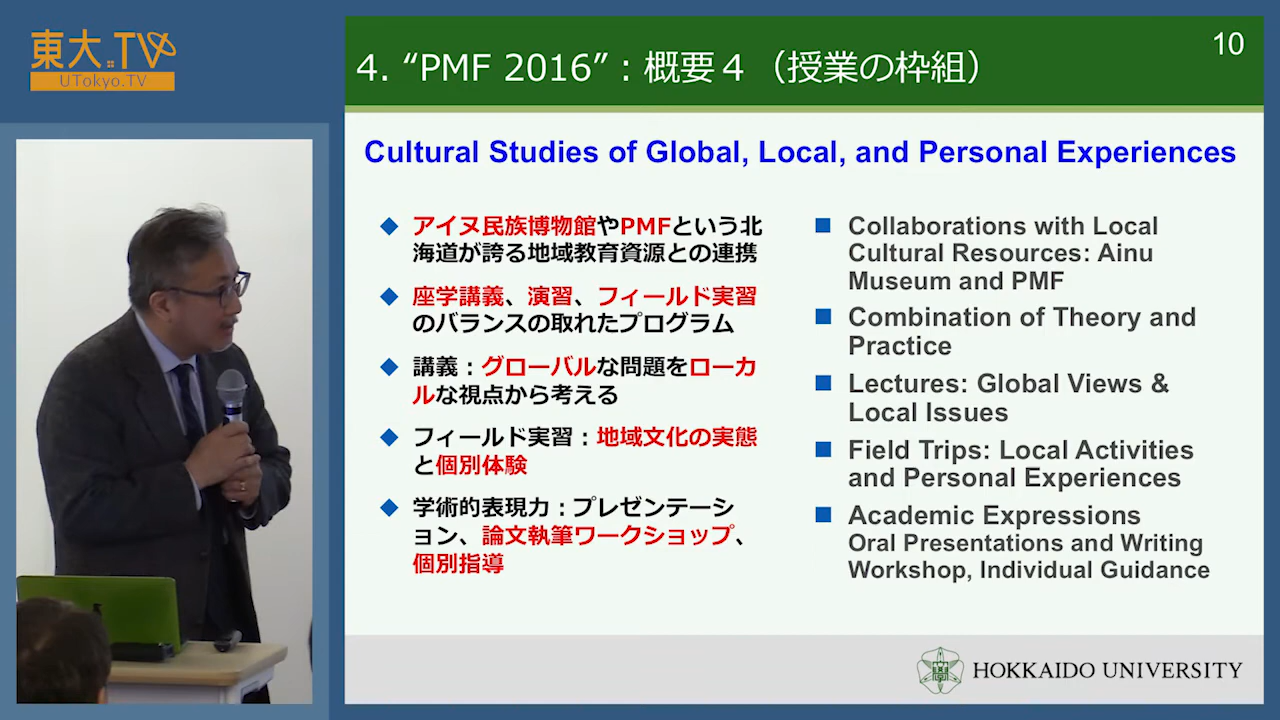 東大TV
UTokyo.TV
10
4. “PMF 2016”：概要４（授業の枠組）
Cultural Studies of Global, Local, and Personal Experiences
アイヌ民族博物館やPMFという北
海道が誇る地域教育資源との連携
座学講義、演習、フィールド実習
のバランスの取れたプログラム
講義：グローバルな問題をローカ
ルな視点から考える
フィールド実習：地域文化の実態
と個別体験
学術的表現力：プレゼンテーシ
ョン、論文執筆ワークショップ、
個別指導
Collaborations with Local
Cultural Resources: Ainu
Museum and PMF
Combination of Theory and
Practice
Lectures: Global Views &
Local Issues
Field Trips: Local Activities
and Personal Experiences
Academic Expressions
Oral Presentations and Writing
Workshop, Individual Guidance
HOKKAIDO UNIVERSITY